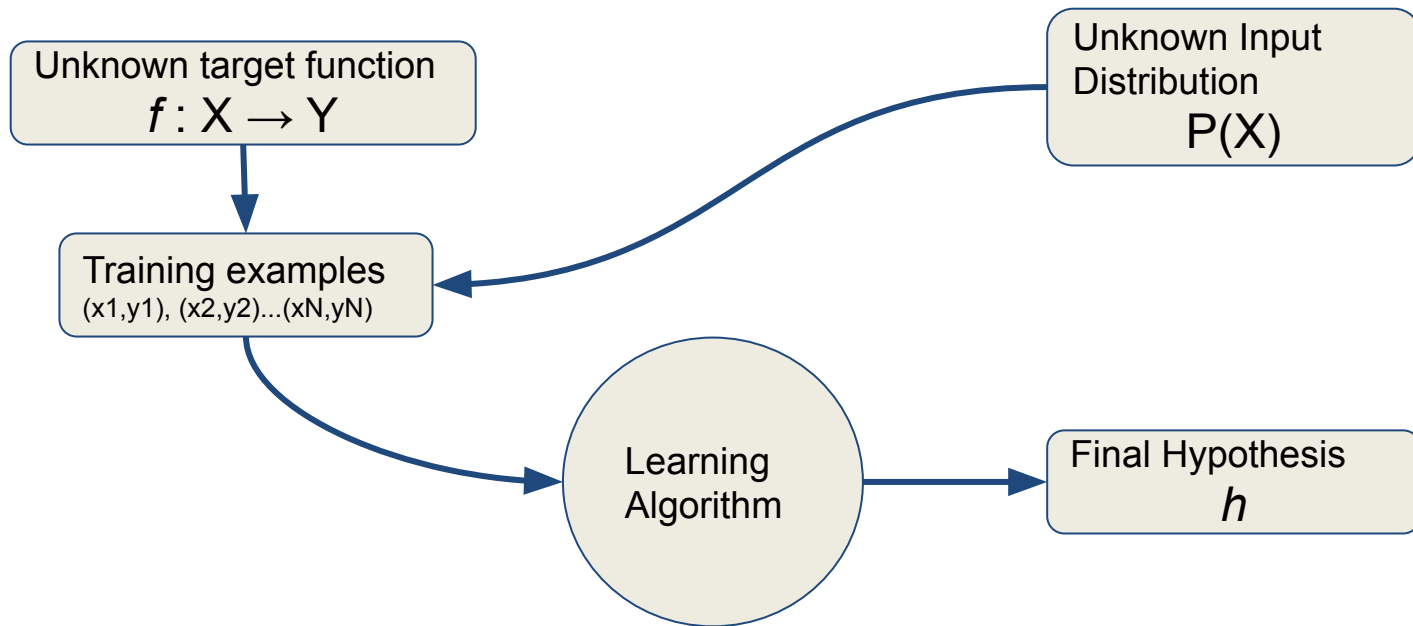 Unknown target function
f : X → Y
Unknown Input
Distribution
P(X)
Training examples
(x1,y1), (x2,y2)...(xN,yN)
Learning
Algorithm
Final Hypothesis
h